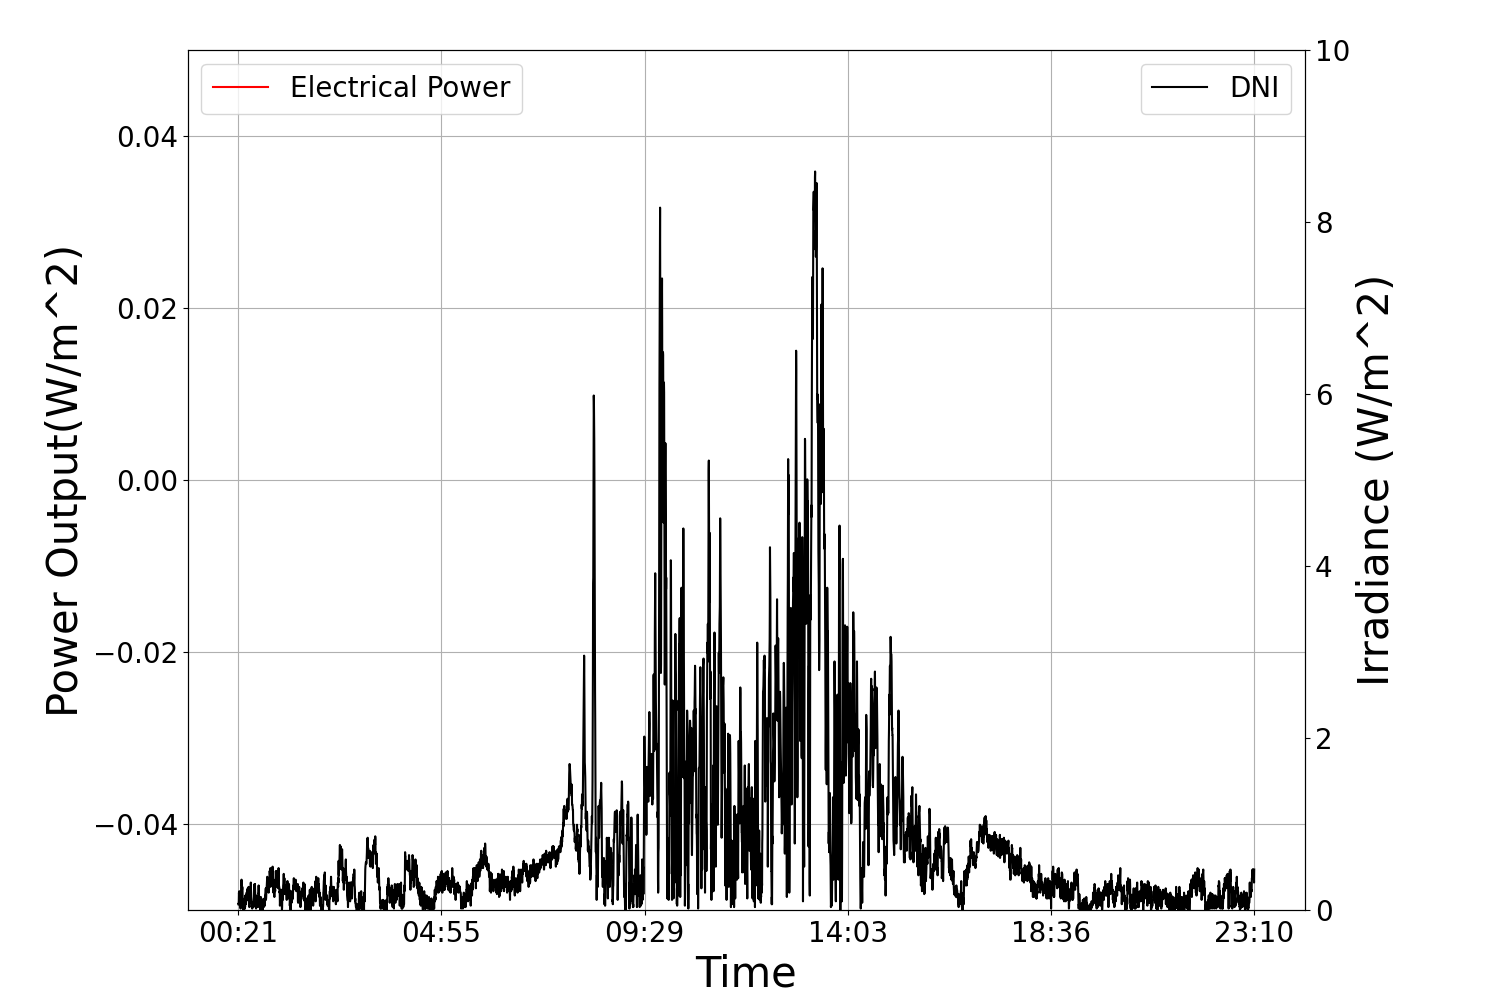 Electrical Power
DNI
Power Output(W/m^2)
0.04
0.02
0.00
−0.02
−0.04
10
8
6
4
2
0
Irradiance (W/m^2)
00:21 04:55 09:29 14:03 18:36 23:10
Time